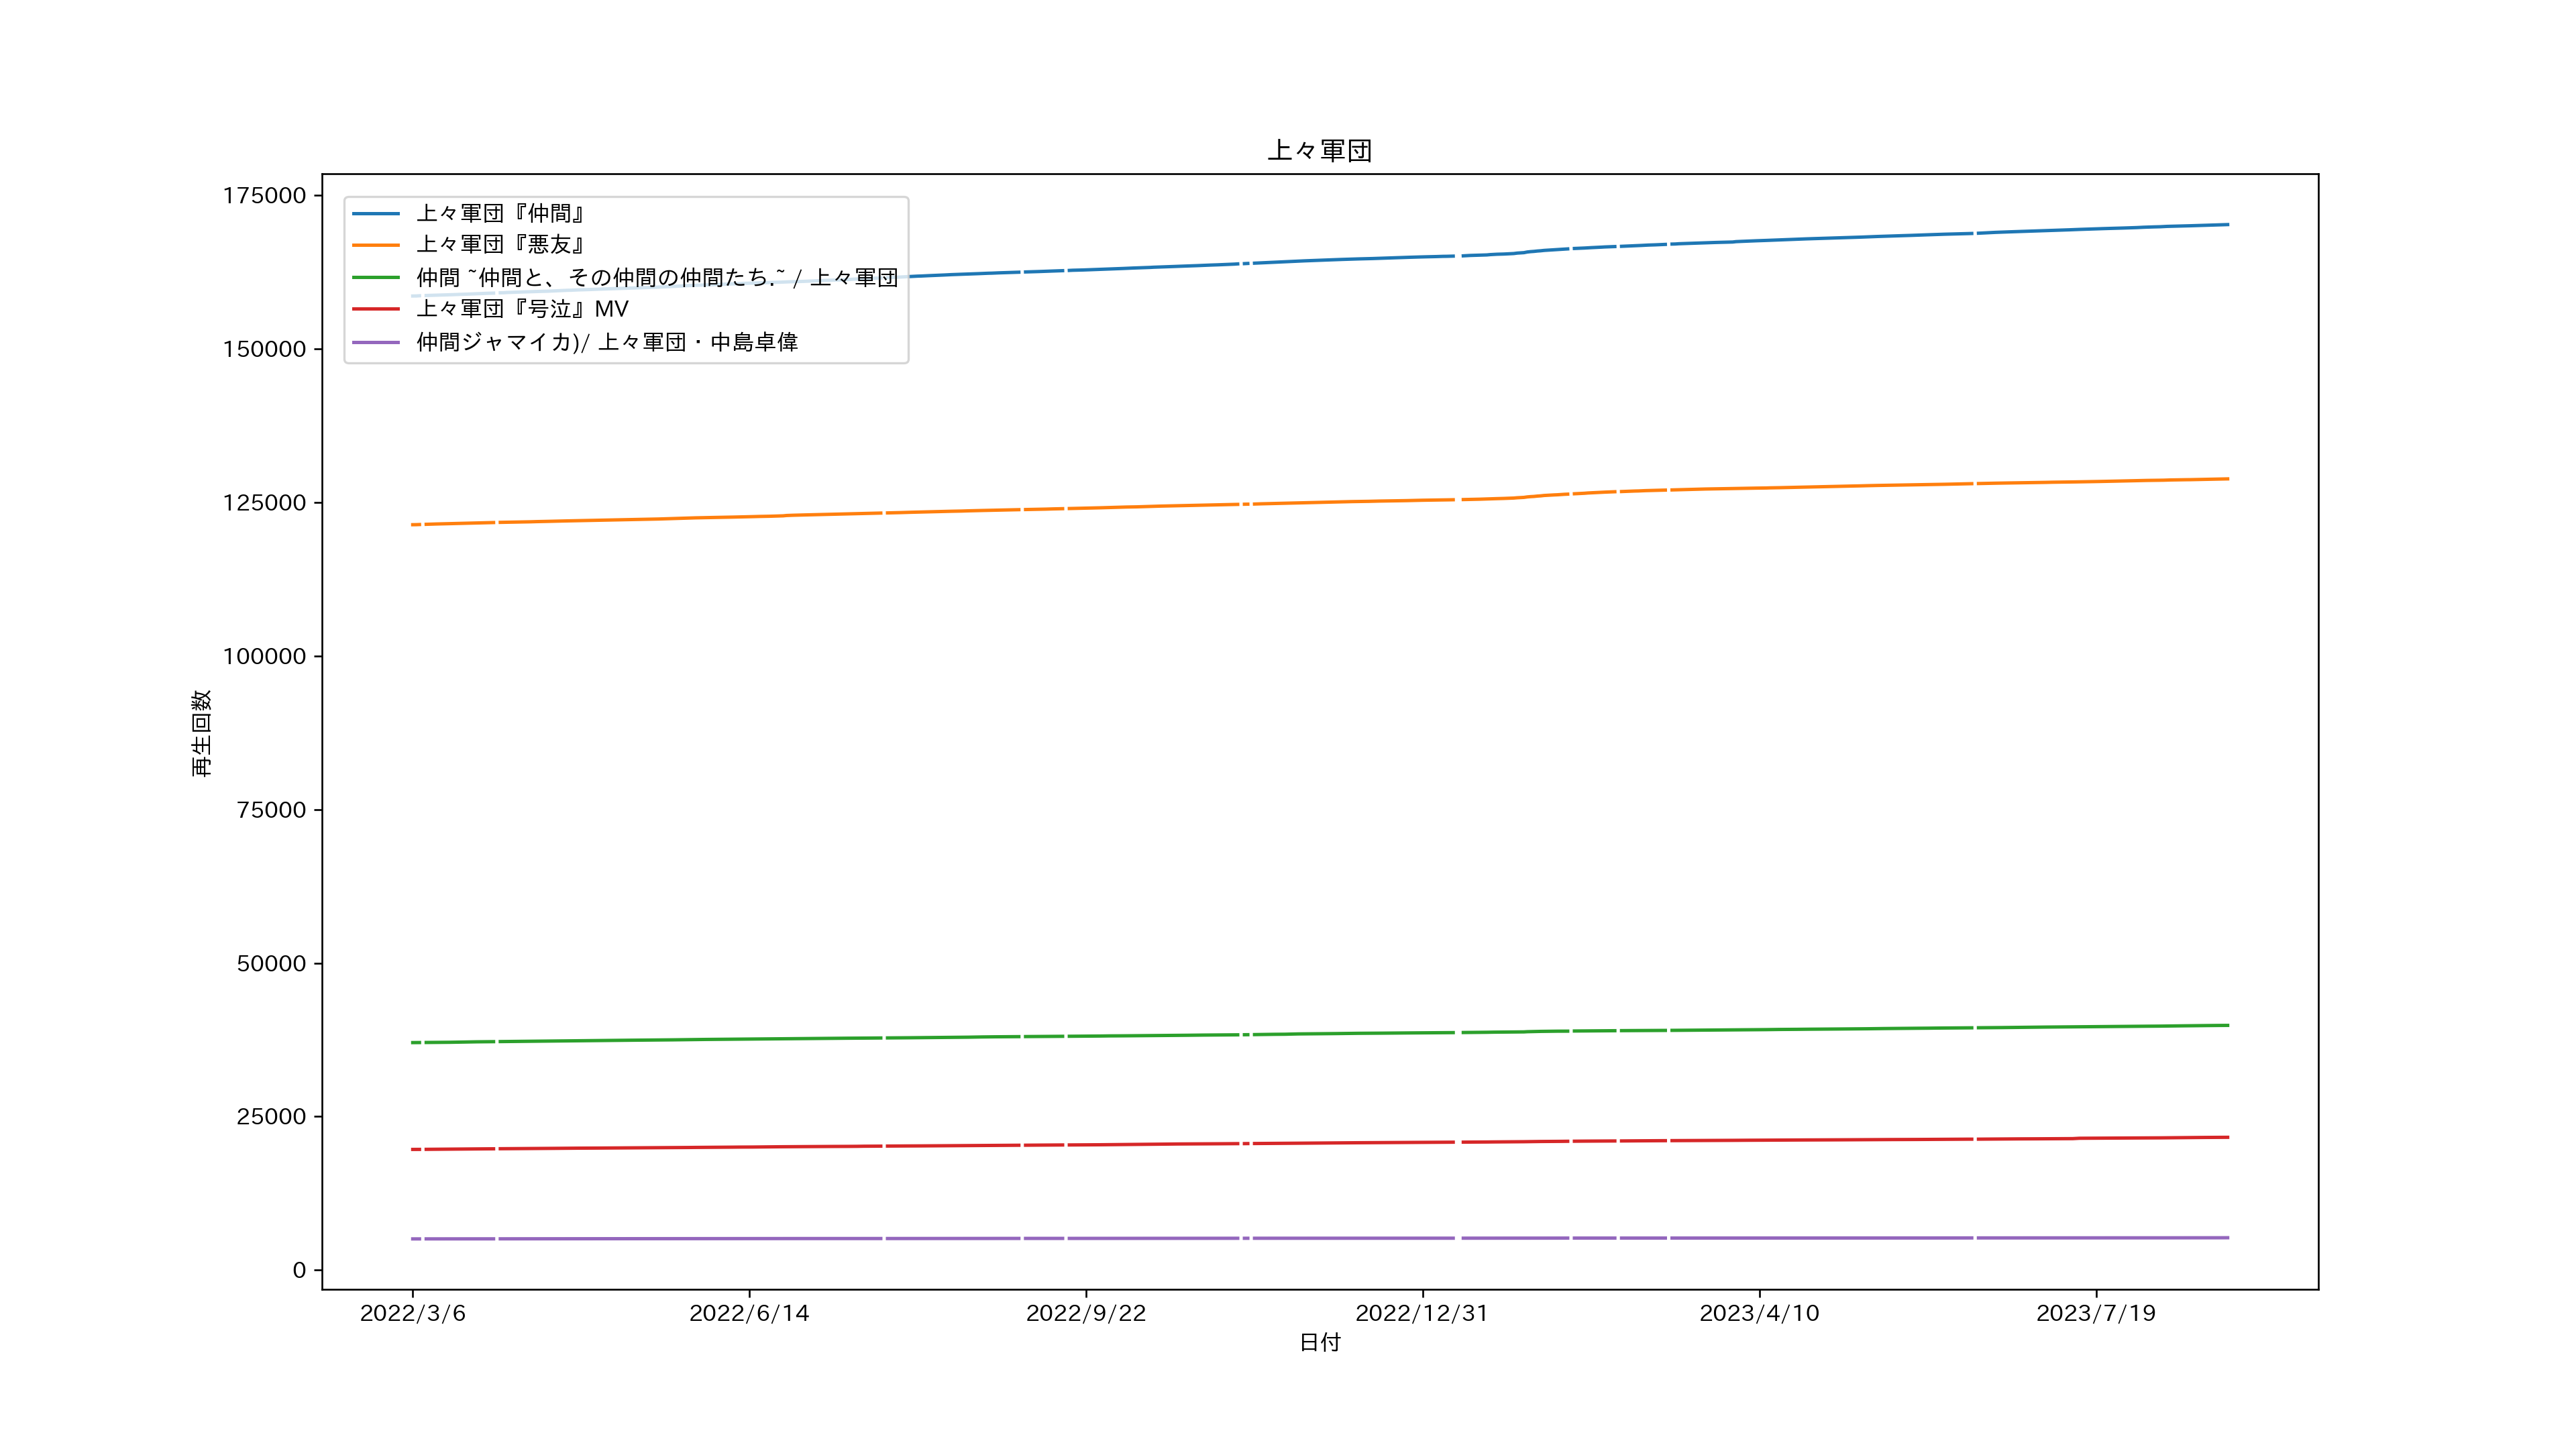 上々軍団
175000
150000
125000
100000
75000
50000
25000
0
再生回数
上々軍団『仲間』
上々軍団『悪友』
仲間 ~仲間と、その仲間の仲間たち.~ / 上々軍団
上々軍団『号泣』MV
仲間ジャマイカ)/ 上々軍団・中島卓偉
2022/3/6 2022/6/14 2022/9/22 2022/12/31 2023/4/10 2023/7/19
日付